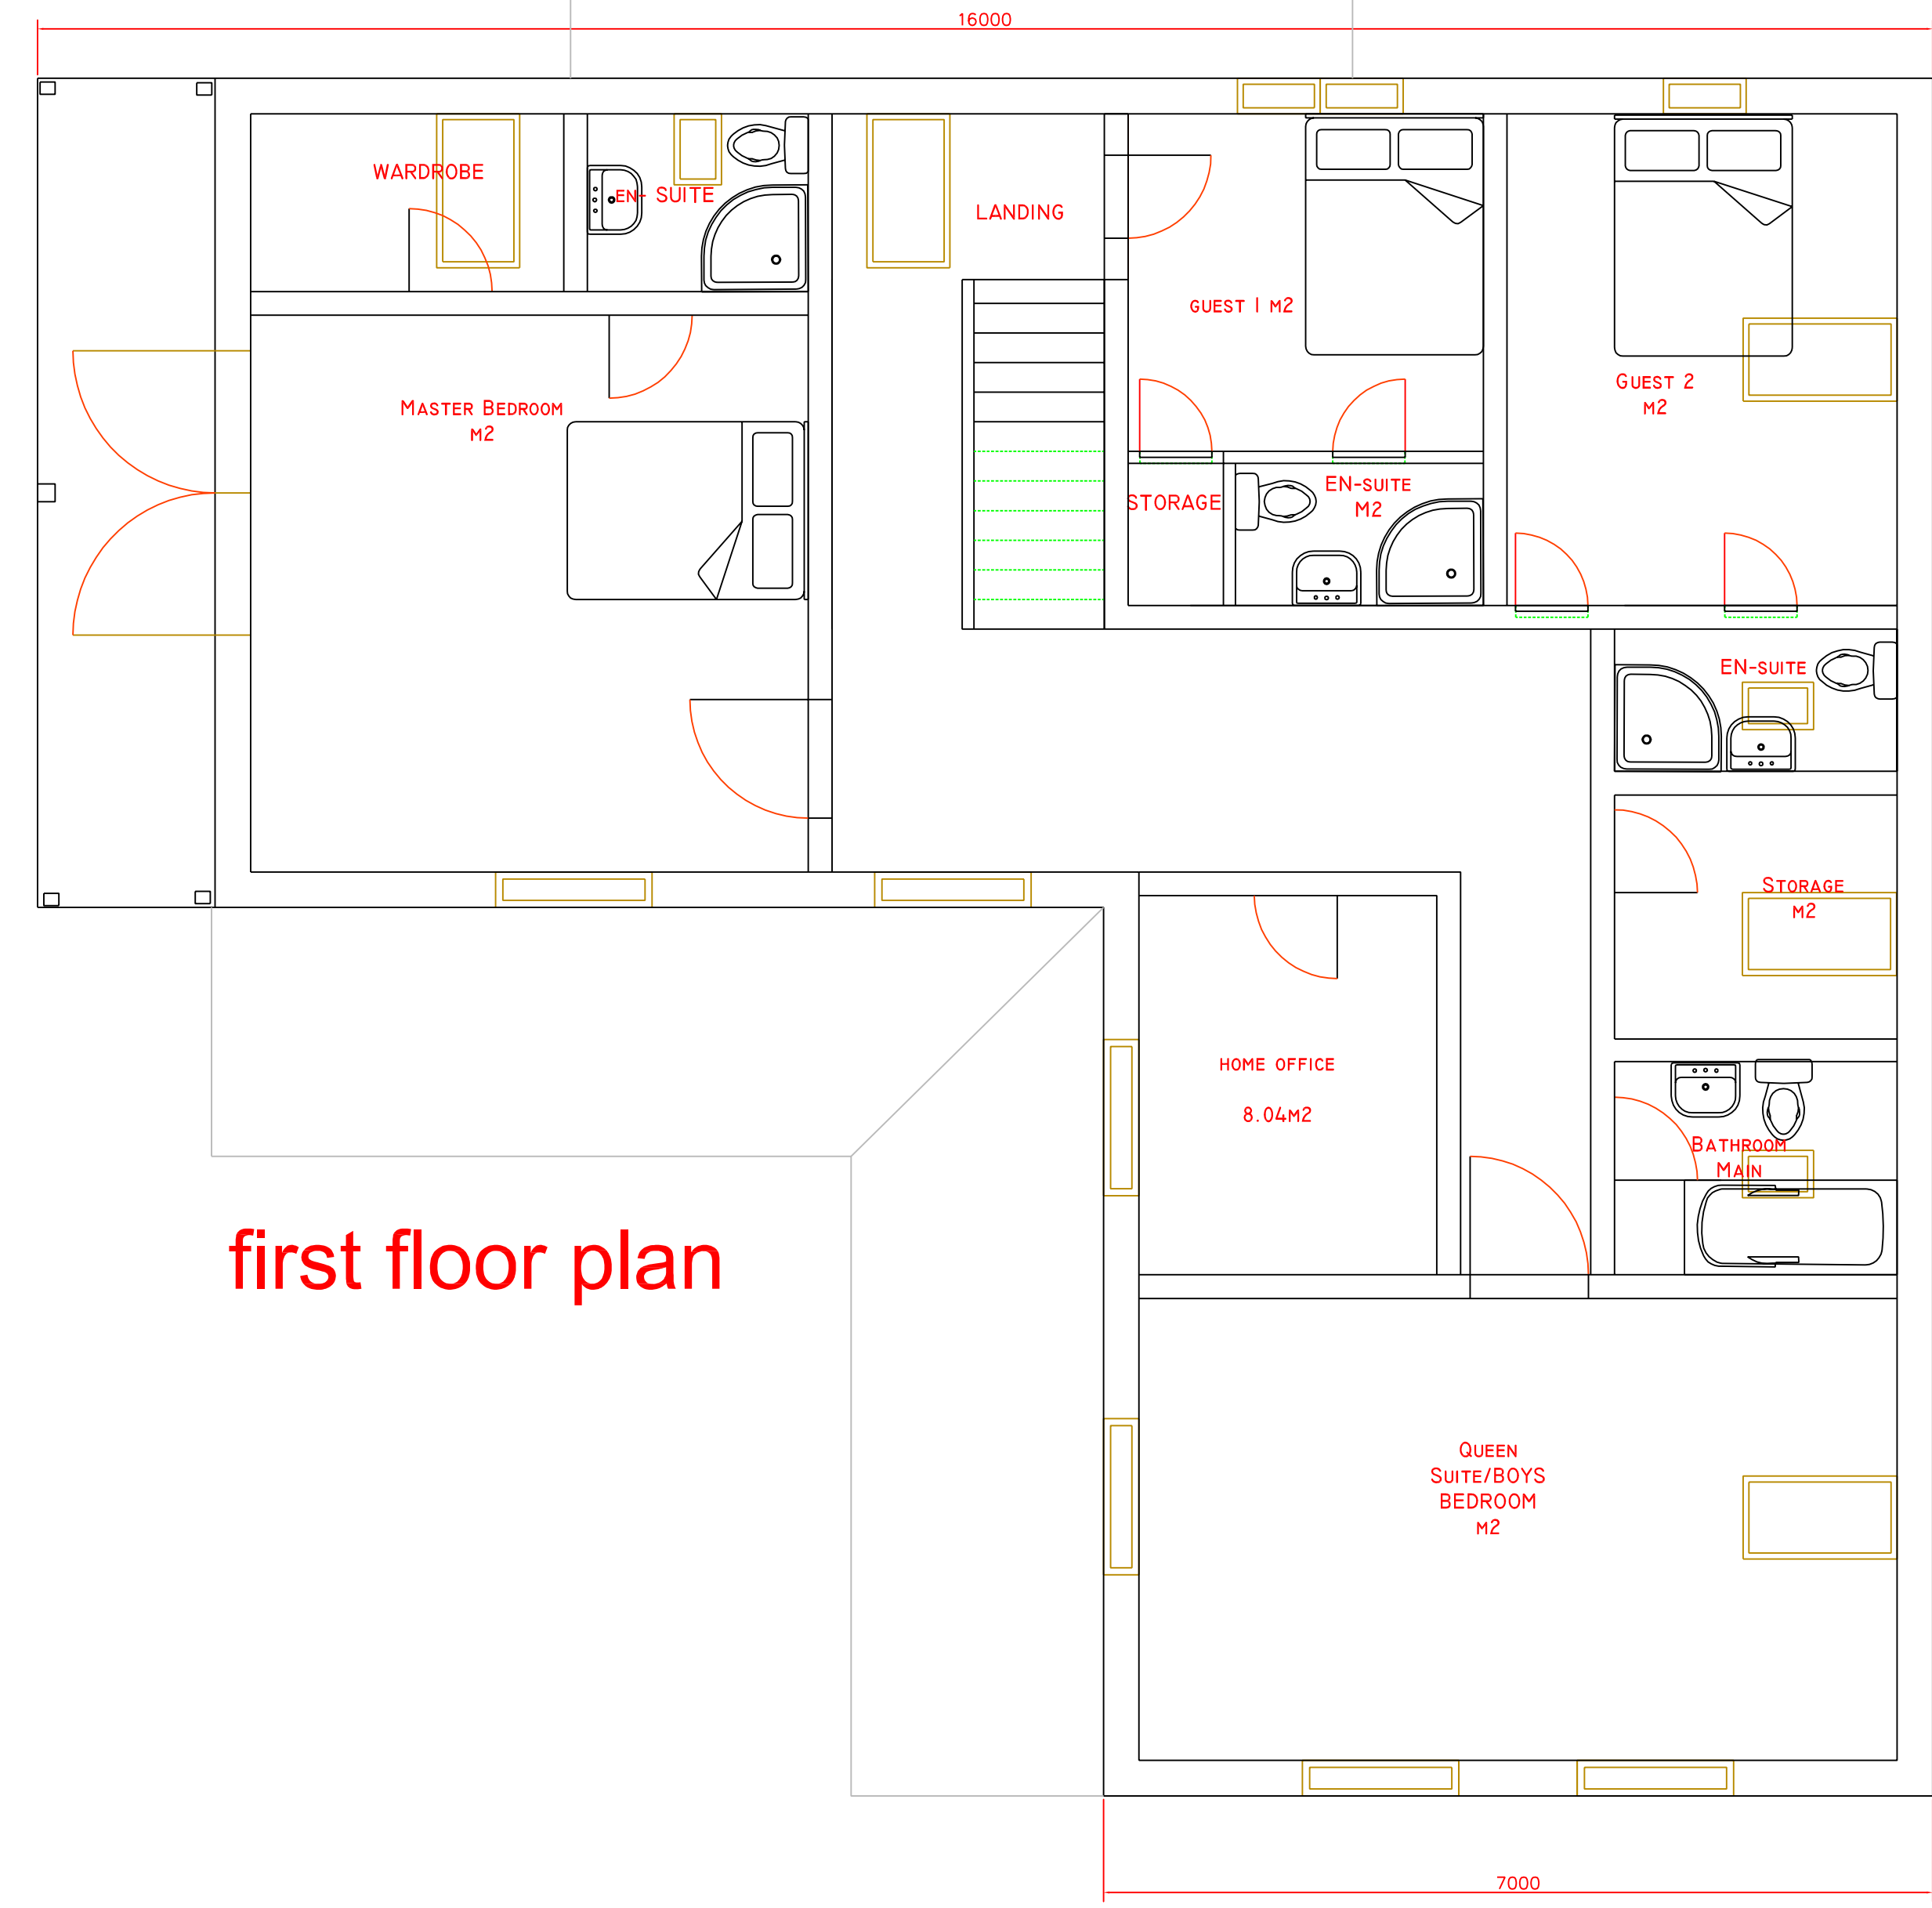 16000
WARDROBE
EN- SUITE
LANDING
GUEST 1 M2
GUEST 2
M2
MASTER BEDROOM
M2
STORAGE
EN-SUITE
M2
EN-SUITE
STORAGE
M2
HOME OFFICE
8.04M2
BATHROOM
MAIN
first floor plan
QUEEN
SUITE/BOYS
BEDROOM
M2
7000